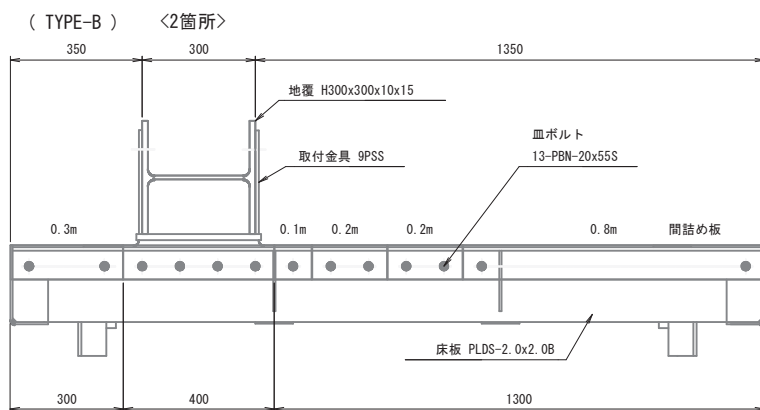 ( TYPE-B ) <2箇所>
350 300 1350
地覆 H300x300x10x15
皿ボルト
取付金具 9PSS
13-PBN-20x55S
0.3m 0.1m 0.2m 0.2m 0.8m 間詰め板
床板 PLDS-2.0x2.0B
300 400 1300